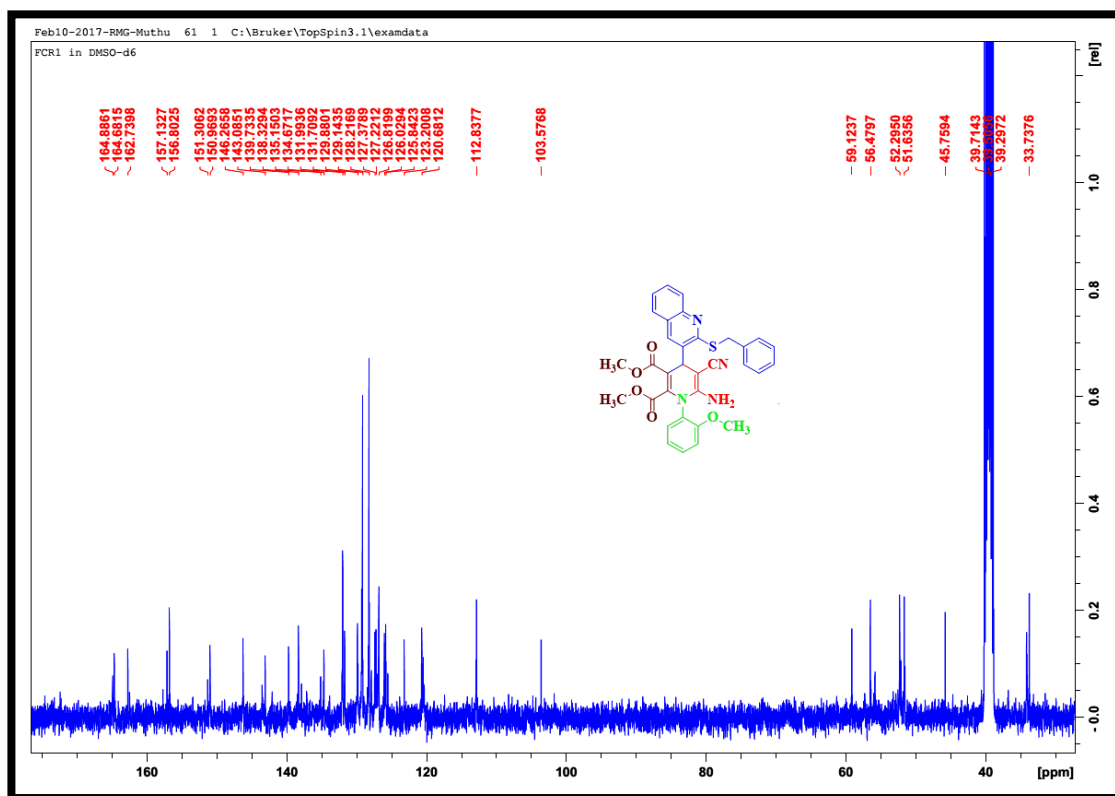 Feb10-2017-RMG-Muthu 61 1 C:\Bruker\TopSpin3.1\examdata
FCR1 in DMSO-d6
[rel]
164.8861
164.6815
162.7398
157.1327
156.8025
151.3062
150.9693
146.2658
143.0851
139.7335
138.3294
135.1503
134.6717
131.9936
131.7092
129.8801
129.1435
128.2169
127.3789
127.2212
126.8199
126.0294
125.8423
123.2008
120.6812
112.8377
103.5768
59.1237
56.4797
52.2950
51.6356
45.7594
39.7143
39.2972
33.7376
1.0
0.8
0.6
0.4
0.2
-0.0
N
S
O
H3C
O
CN
O
H3C
O
N
NH2
O
CH3
160
140
120
100
80
60
40
[ppm]